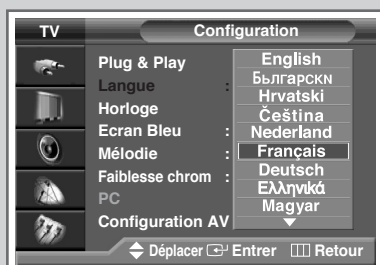 TV
Configuration
Plug & Play
Langue :
Horloge
Ecran Bleu :
Mélodie :
Faiblesse chrom :
PC
Configuration AV
English
Бьлгарскn
Hrvatski
Čeština
Nederland
Français
Deutsch
Ελληνικά
Magyar
Déplacer Entrer Retour